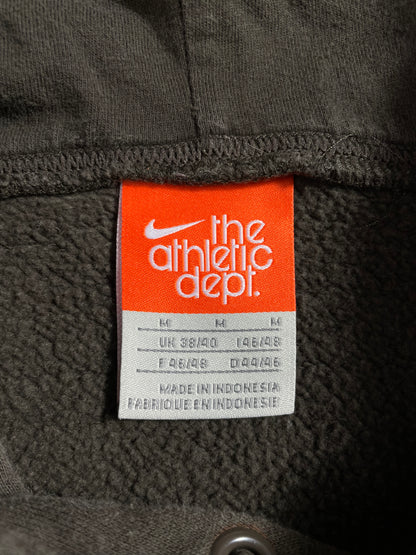 the
athletic
dept.
M M M
UK 38/40 I 46/48
F 46/48 D 44/46
MADE IN INDONESIA
FABRIQUE EN INDONESIE